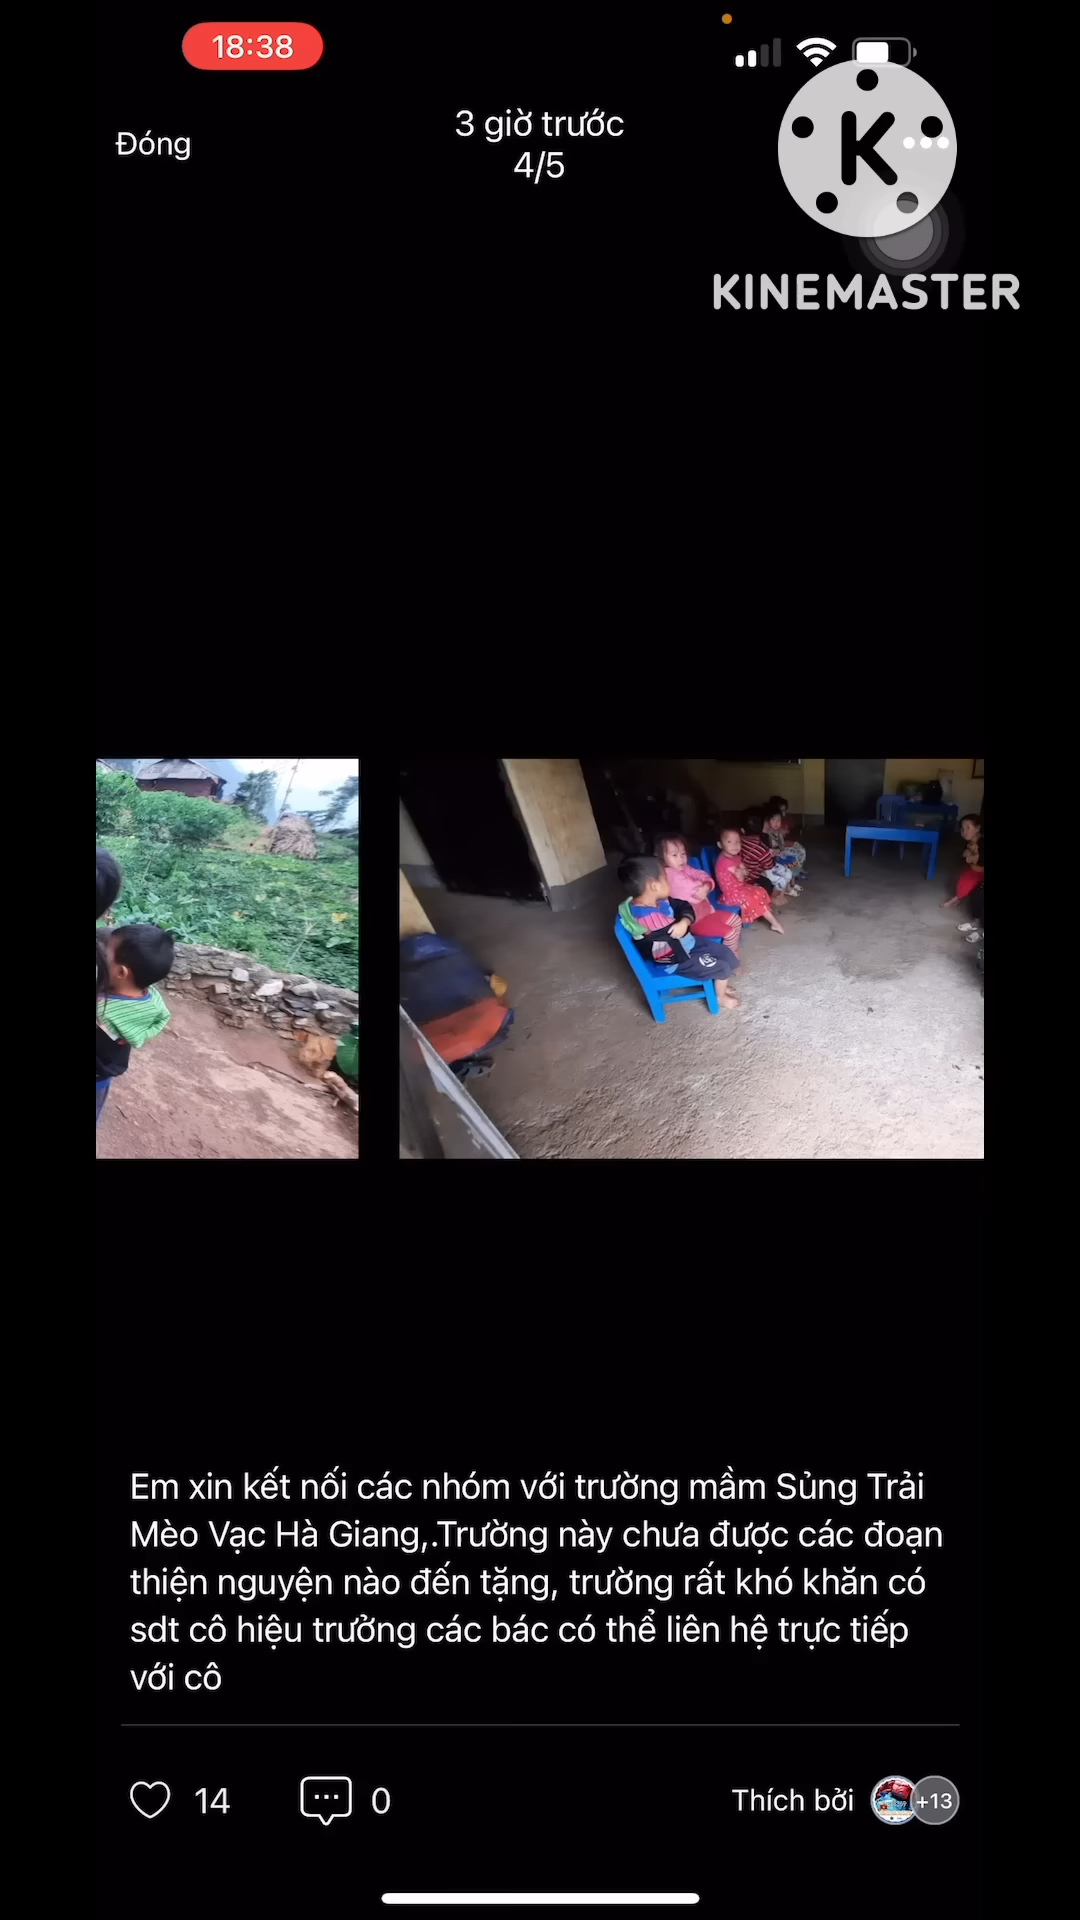 18:38
Đóng
3 giờ trước
4/5
K
KINEMASTER
Em xin kết nối các nhóm với trường mầm Sủng Trải
Mèo Vạc Hà Giang,.Trường này chưa được các đoạn
thiện nguyện nào đến tặng, trường rất khó khăn có
sdt cô hiệu trưởng các bác có thể liên hệ trực tiếp
với cô
14
0
Thích bởi
+13